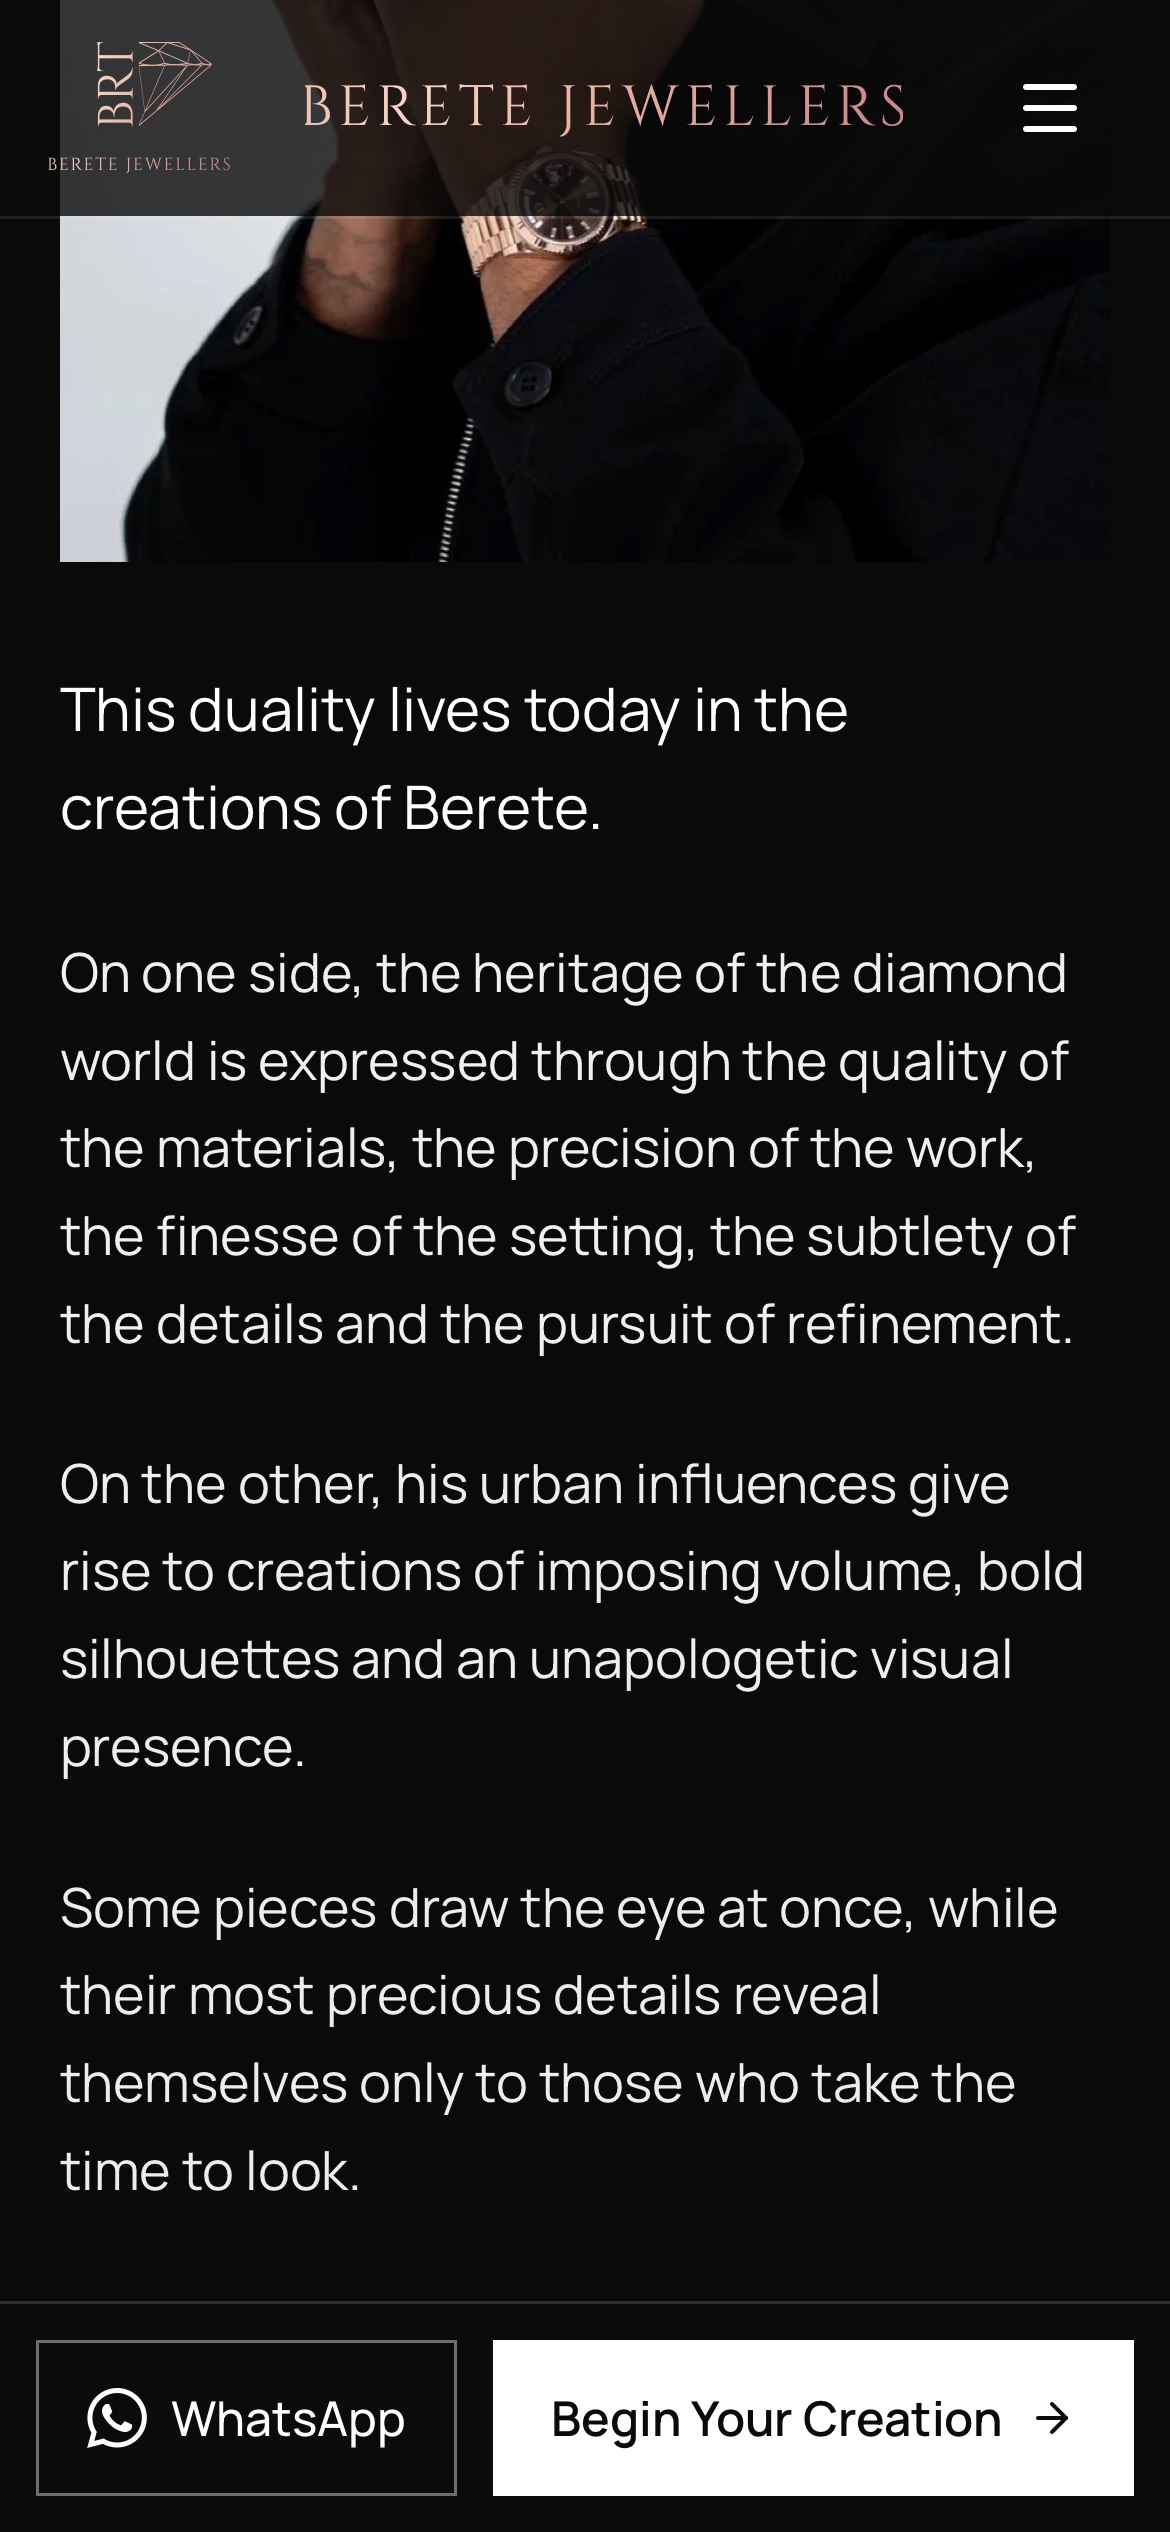 BRT
BERETE JEWELLERS
BERETE JEWELLERS
This duality lives today in the
creations of Berete.
On one side, the heritage of the diamond
world is expressed through the quality of
the materials, the precision of the work,
the finesse of the setting, the subtlety of
the details and the pursuit of refinement.
On the other, his urban influences give
rise to creations of imposing volume, bold
silhouettes and an unapologetic visual
presence.
Some pieces draw the eye at once, while
their most precious details reveal
themselves only to those who take the
time to look.
WhatsApp
Begin Your Creation →